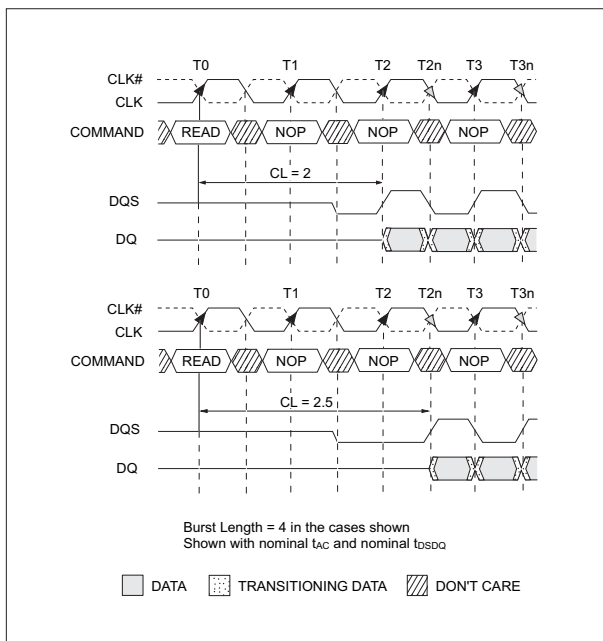 T0 T1 T2 T2n T3 T3n
CLK#
CLK
COMMAND READ NOP NOP NOP
CL = 2
DQS
DQ
T0 T1 T2 T2n T3 T3n
CLK#
CLK
COMMAND READ NOP NOP NOP
CL = 2.5
DQS
DQ
Burst Length = 4 in the cases shown
Shown with nominal tAC and nominal tDSDQ
DATA TRANSITIONING DATA DON'T CARE